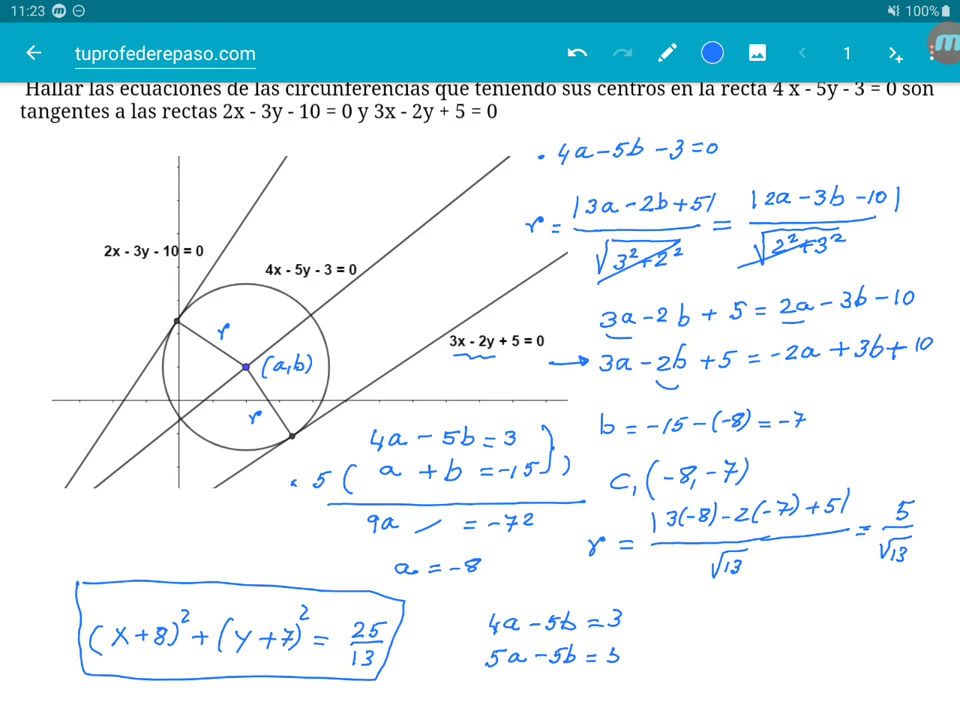 11:23 100%
tuprofederepaso.com 1
Hallar las ecuaciones de las circunferencias que teniendo sus centros en la recta 4 x - 5y - 3 = 0 son
tangentes a las rectas 2x - 3y - 10 = 0 y 3x - 2y + 5 = 0
. 4a - 5b - 3 = 0
r = |3a - 2b + 5| / √(3² + 2²) = |2a - 3b - 10| / √(2² + 3²)
2x - 3y - 10 = 0
4x - 5y - 3 = 0
3a - 2b + 5 = 2a - 3b - 10
r
3x - 2y + 5 = 0
→ 3a - 2b + 5 = -2a + 3b + 10
(a,b)
r
b = -15 - (-8) = -7
4a - 5b = 3
. 5 ( a + b = -15 )
9a / = -72
a = -8
C₁ (-8, -7)
r = |3(-8) - 2(-7) + 5| / √13 = 5 / √13
(X+8)² + (Y+7)² = 25/13
4a - 5b = 3
5a - 5b = 5